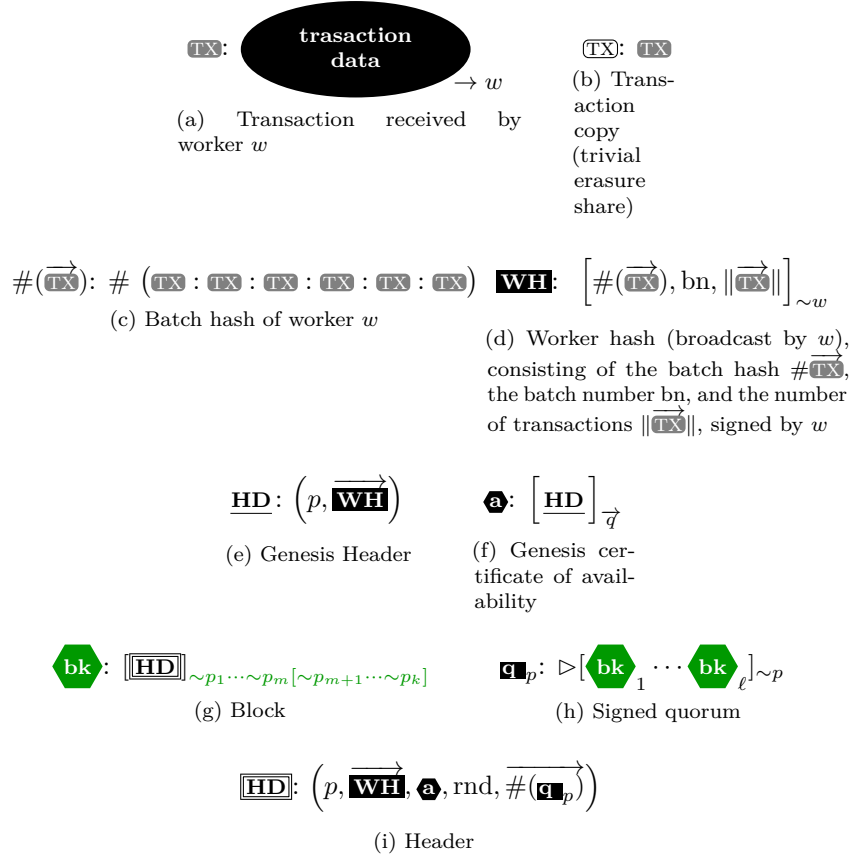 TX: trasaction data → w
TX: TX
(a) Transaction received by
worker w
(b) Trans-
action
copy
(trivial
erasure
share)
#(TX⃗): # (TX : TX : TX : TX : TX : TX)
WH: [#(TX⃗), bn, ‖TX⃗‖]∼w
(c) Batch hash of worker w
(d) Worker hash (broadcast by w),
consisting of the batch hash #TX⃗,
the batch number bn, and the number
of transactions ‖TX⃗‖, signed by w
HD: (p, WH⃗)
a: [HD]q⃗
(e) Genesis Header
(f) Genesis cer-
tificate of avail-
ability
bk: [HD]∼p1···∼pm[∼pm+1···∼pk]
qp: ▷[bk1 ··· bkℓ]∼p
(g) Block
(h) Signed quorum
HD: (p, WH⃗, a, rnd, #(qp)⃗)
(i) Header